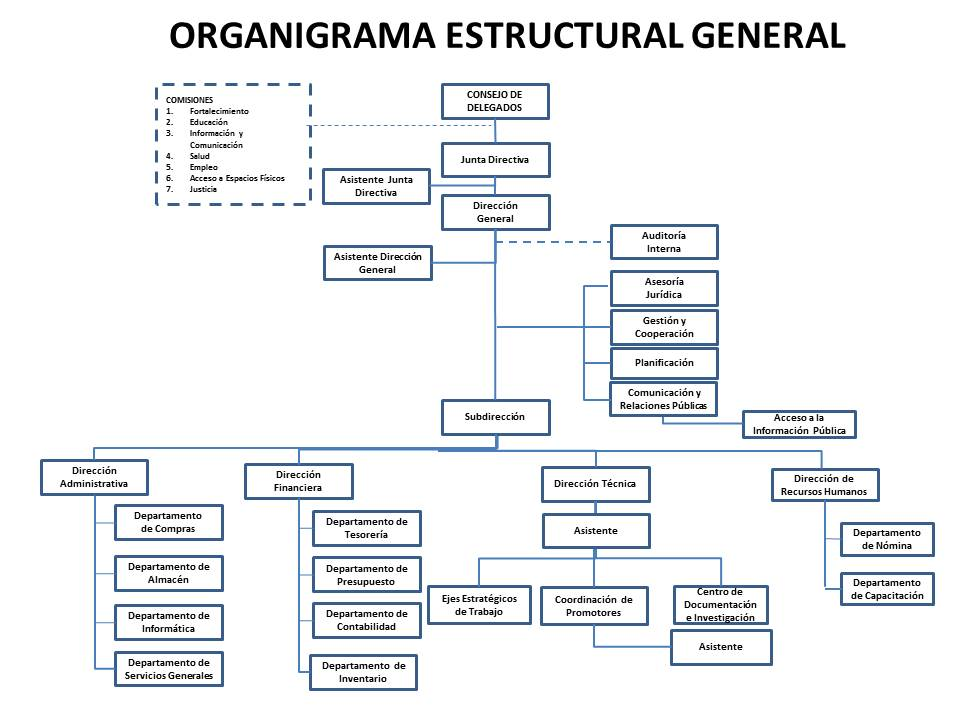 ORGANIGRAMA ESTRUCTURAL GENERAL
COMISIONES
1. Fortalecimiento
2. Educación
3. Información y
Comunicación
4. Salud
5. Empleo
6. Acceso a Espacios Físicos
7. Justicia
CONSEJO DE
DELEGADOS
Junta Directiva
Asistente Junta
Directiva
Dirección
General
Asistente Dirección
General
Auditoría
Interna
Asesoría
Jurídica
Gestión y
Cooperación
Planificación
Comunicación y
Relaciones Públicas
Acceso a la
Información Pública
Subdirección
Dirección
Administrativa
Departamento
de Compras
Departamento de
Almacén
Departamento de
Informática
Departamento de
Servicios Generales
Dirección
Financiera
Departamento de
Tesorería
Departamento de
Presupuesto
Departamento de
Contabilidad
Departamento de
Inventario
Dirección Técnica
Asistente
Ejes Estratégicos
de Trabajo
Coordinación de
Promotores
Centro de
Documentación
e Investigación
Asistente
Dirección de
Recursos Humanos
Departamento
de Nómina
Departamento
de Capacitación